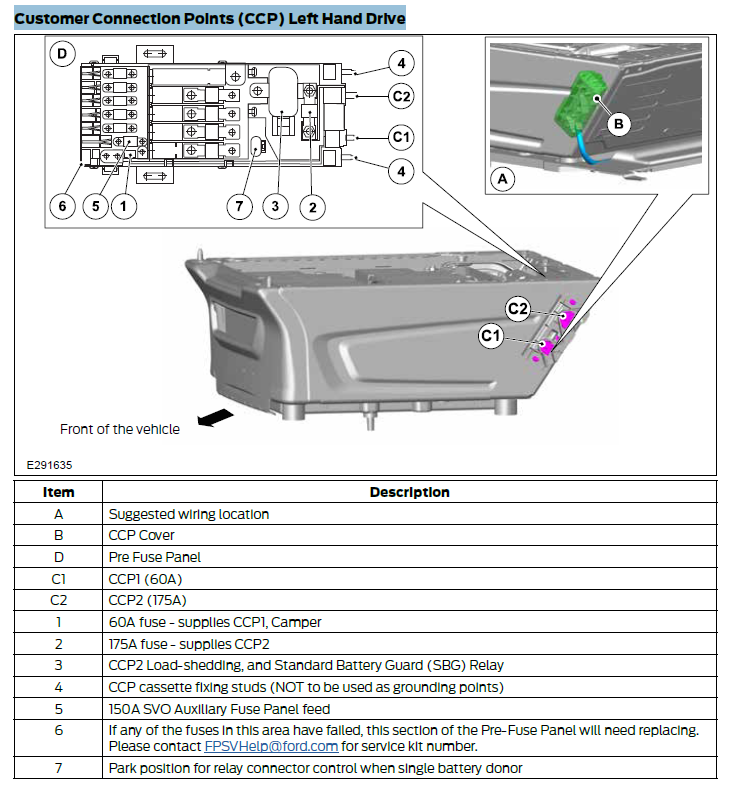 Customer Connection Points (CCP) Left Hand Drive
D
4
C2
C1
4
6
5
1
7
3
2
B
A
C2
C1
Front of the vehicle
E291635
Item Description
A Suggested wiring location
B CCP Cover
D Pre Fuse Panel
C1 CCP1 (60A)
C2 CCP2 (175A)
1 60A fuse - supplies CCP1, Camper
2 175A fuse - supplies CCP2
3 CCP2 Load-shedding, and Standard Battery Guard (SBG) Relay
4 CCP cassette fixing studs (NOT to be used as grounding points)
5 150A SVO Auxiliary Fuse Panel feed
6 If any of the fuses in this area have failed, this section of the Pre-Fuse Panel will need replacing.
Please contact FPSVHelp@ford.com for service kit number.
7 Park position for relay connector control when single battery donor